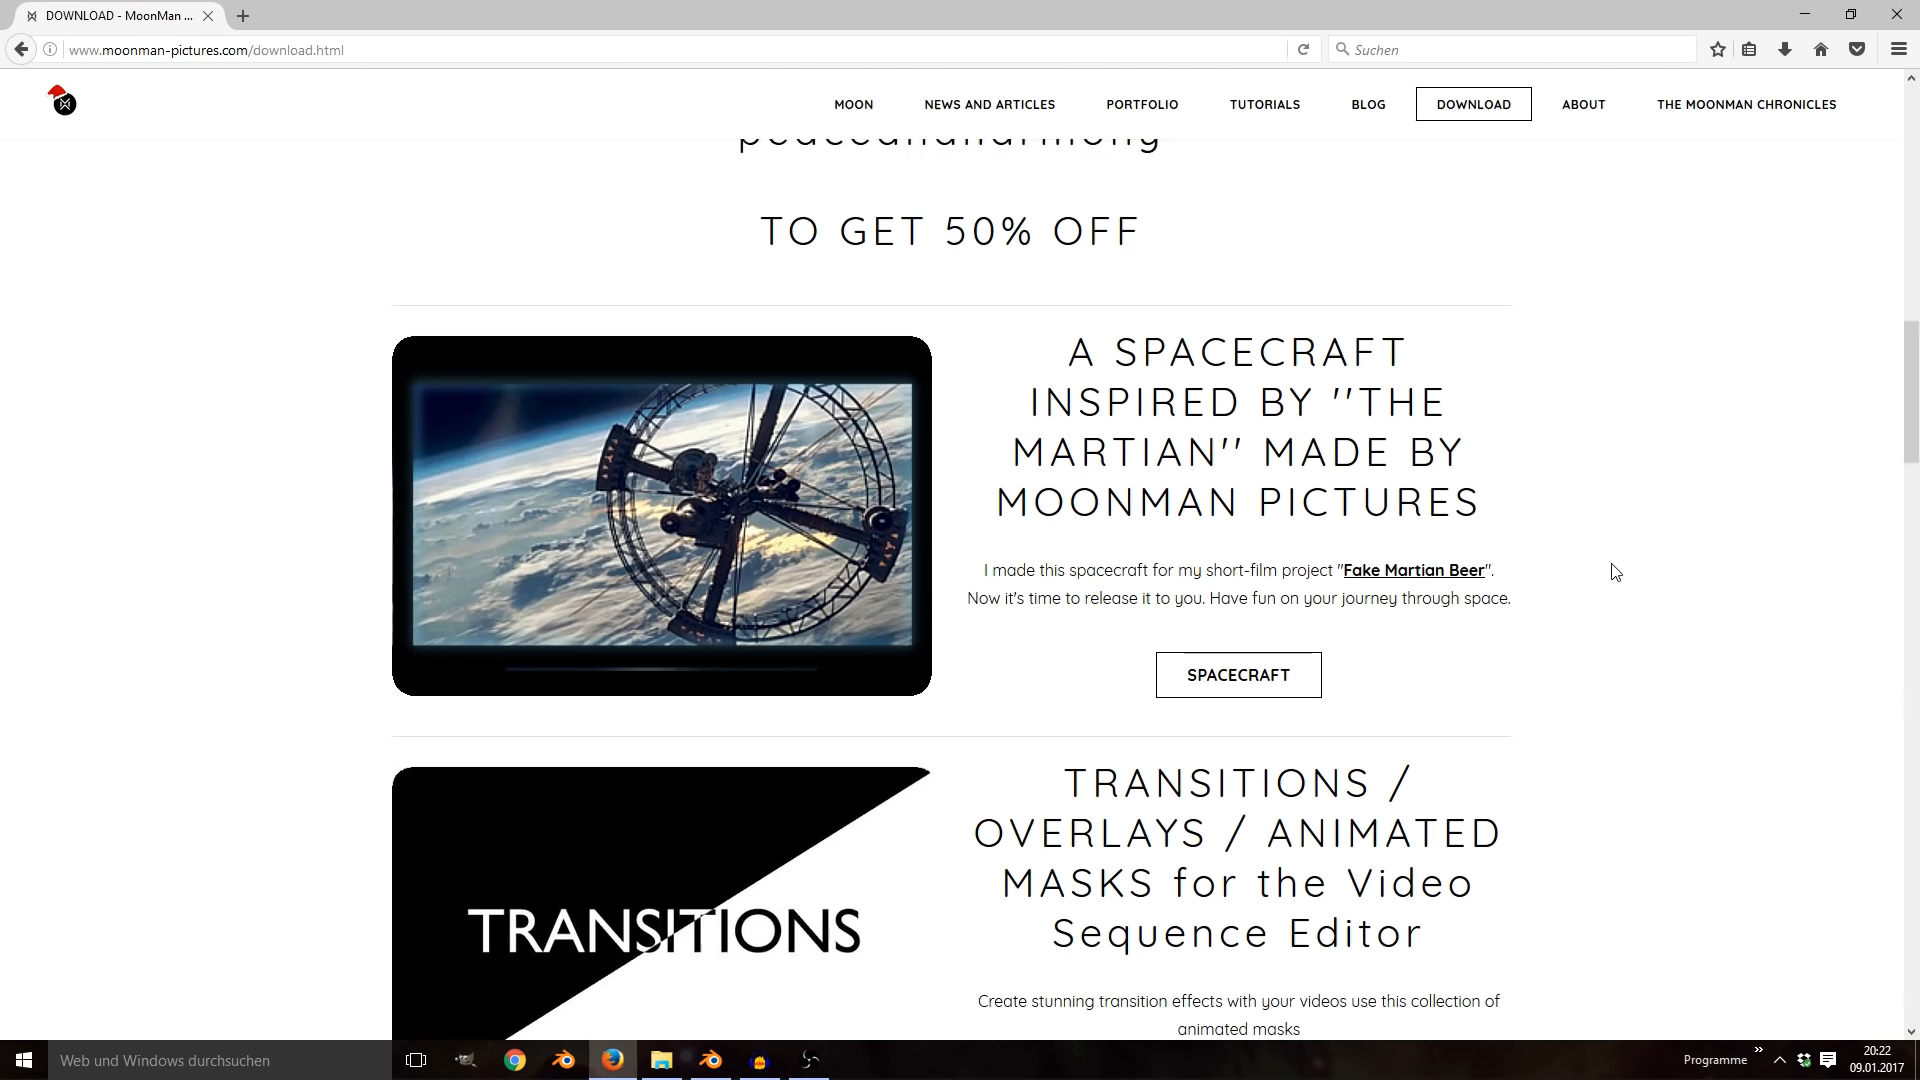 DOWNLOAD - MoonMan ...
www.moonman-pictures.com/download.html
Suchen
MOON
NEWS AND ARTICLES
PORTFOLIO
TUTORIALS
BLOG
DOWNLOAD
ABOUT
THE MOONMAN CHRONICLES
peaceandharmony
TO GET 50% OFF
A SPACECRAFT
INSPIRED BY ''THE
MARTIAN'' MADE BY
MOONMAN PICTURES
I made this spacecraft for my short-film project "Fake Martian Beer".
Now it's time to release it to you. Have fun on your journey through space.
SPACECRAFT
TRANSITIONS
TRANSITIONS /
OVERLAYS / ANIMATED
MASKS for the Video
Sequence Editor
Create stunning transition effects with your videos use this collection of
animated masks
Web und Windows durchsuchen
Programme
20:22
09.01.2017